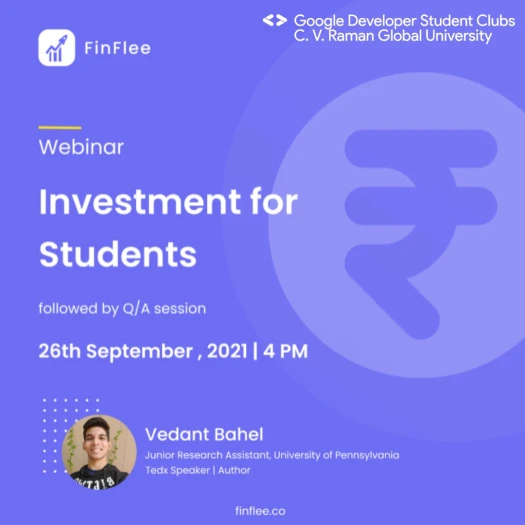 FinFlee
<> Google Developer Student Clubs
C. V. Raman Global University
Webinar
Investment for
Students
followed by Q/A session
26th September , 2021 | 4 PM
Vedant Bahel
Junior Research Assistant, University of Pennsylvania
Tedx Speaker | Author
finflee.co